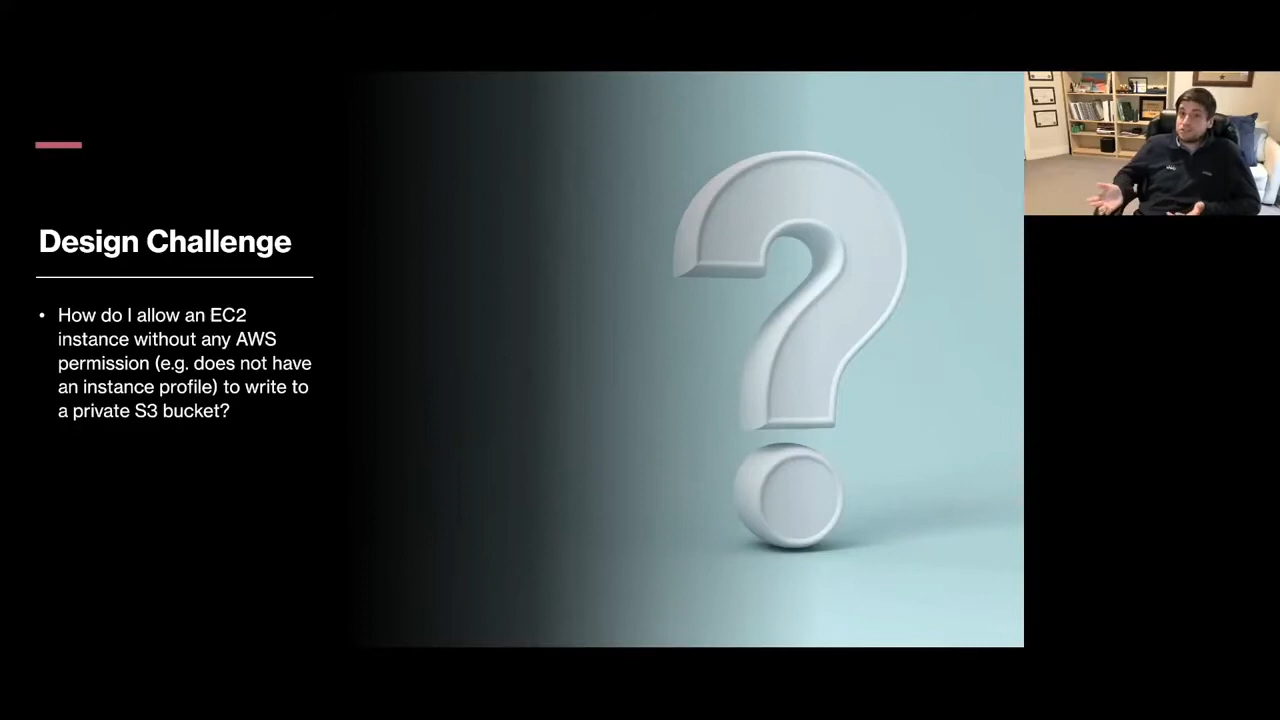 Design Challenge
• How do I allow an EC2
instance without any AWS
permission (e.g. does not have
an instance profile) to write to
a private S3 bucket?